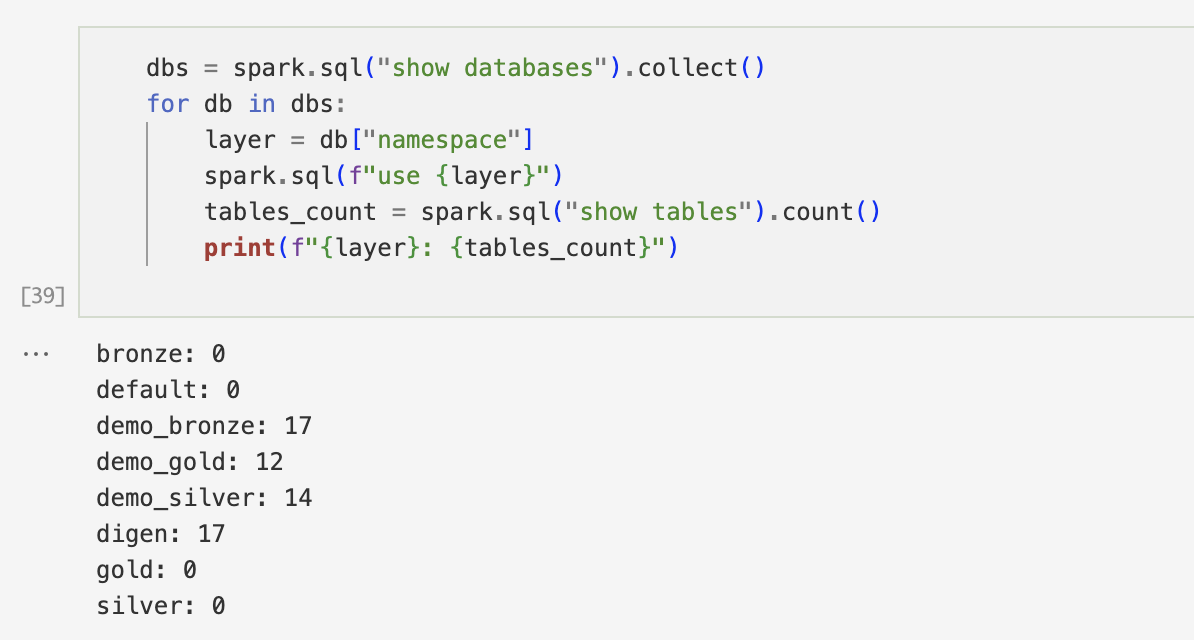 dbs = spark.sql("show databases").collect()
for db in dbs:
    layer = db["namespace"]
    spark.sql(f"use {layer}")
    tables_count = spark.sql("show tables").count()
    print(f"{layer}: {tables_count}")
[39]
...
bronze: 0
default: 0
demo_bronze: 17
demo_gold: 12
demo_silver: 14
digen: 17
gold: 0
silver: 0